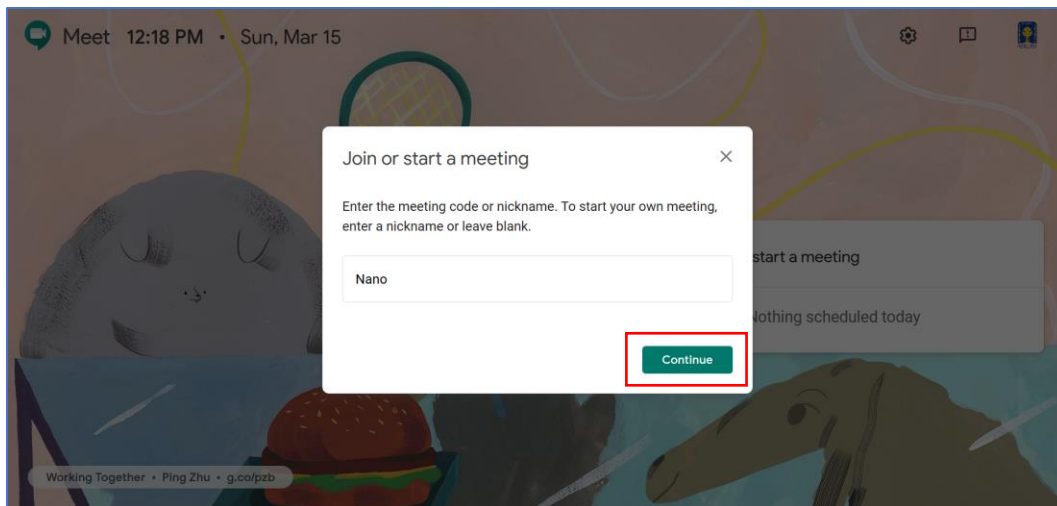 Meet 12:18 PM • Sun, Mar 15
Join or start a meeting
Enter the meeting code or nickname. To start your own meeting,
enter a nickname or leave blank.
Nano
Continue
start a meeting
Nothing scheduled today
Working Together • Ping Zhu • g.co/pzb